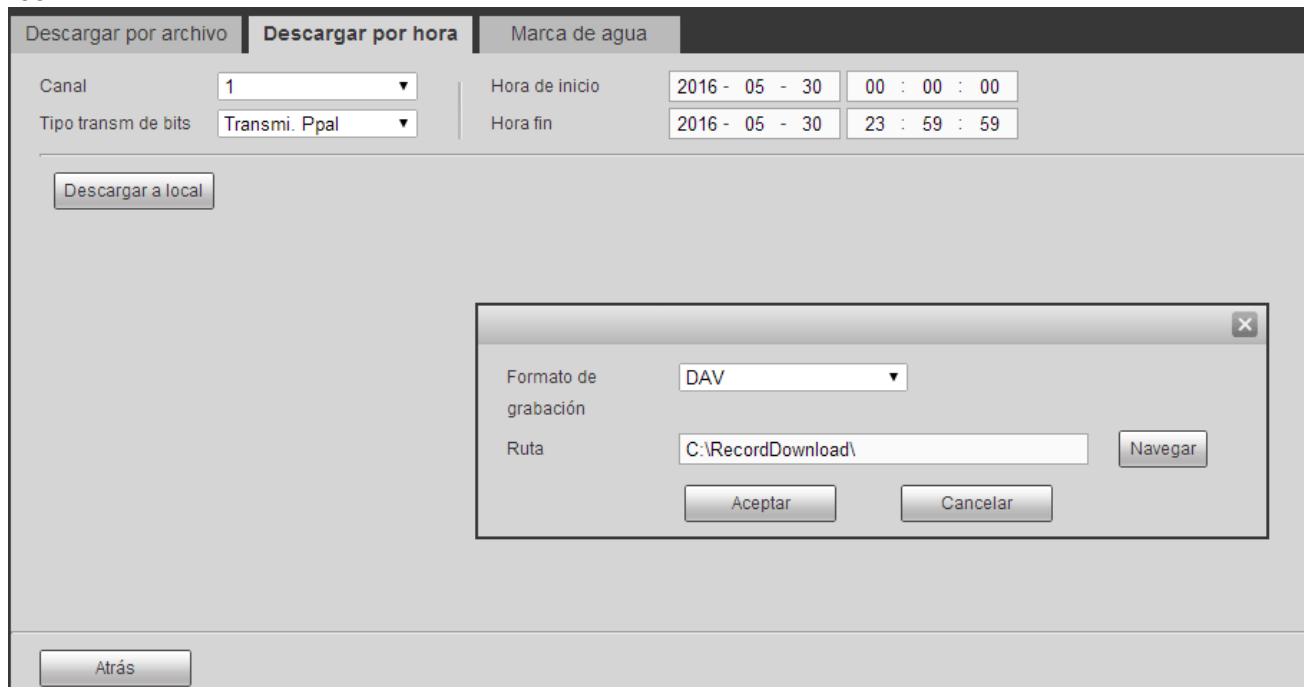 Descargar por archivo Descargar por hora Marca de agua
Canal 1 Hora de inicio 2016 - 05 - 30 00 : 00 : 00
Tipo transm de bits Transmi. Ppal Hora fin 2016 - 05 - 30 23 : 59 : 59
Descargar a local
Formato de grabación DAV
Ruta C:\RecordDownload\ Navegar
Aceptar Cancelar
Atrás